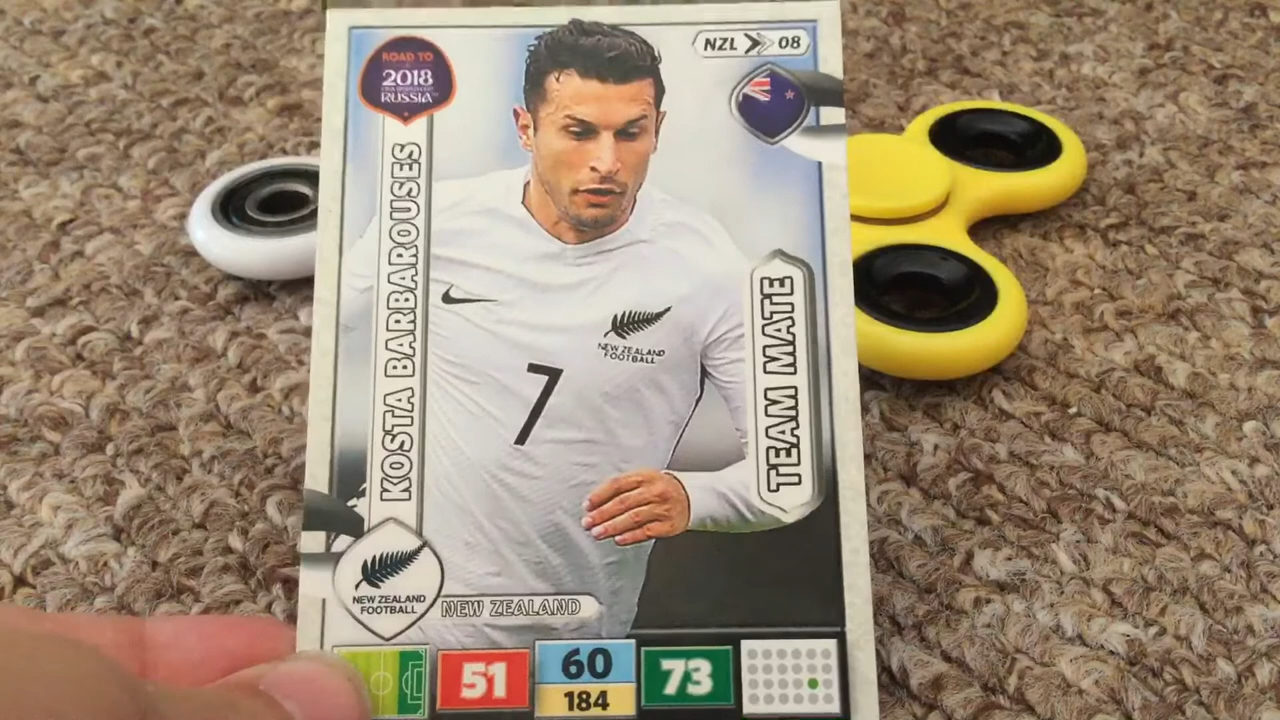 ROAD TO
2018
RUSSIA
NZL 08
KOSTA BARBAROUSES
TEAM MATE
NEW ZEALAND
FOOTBALL
7
NEW ZEALAND
FOOTBALL
NEW ZEALAND
51
60
184
73